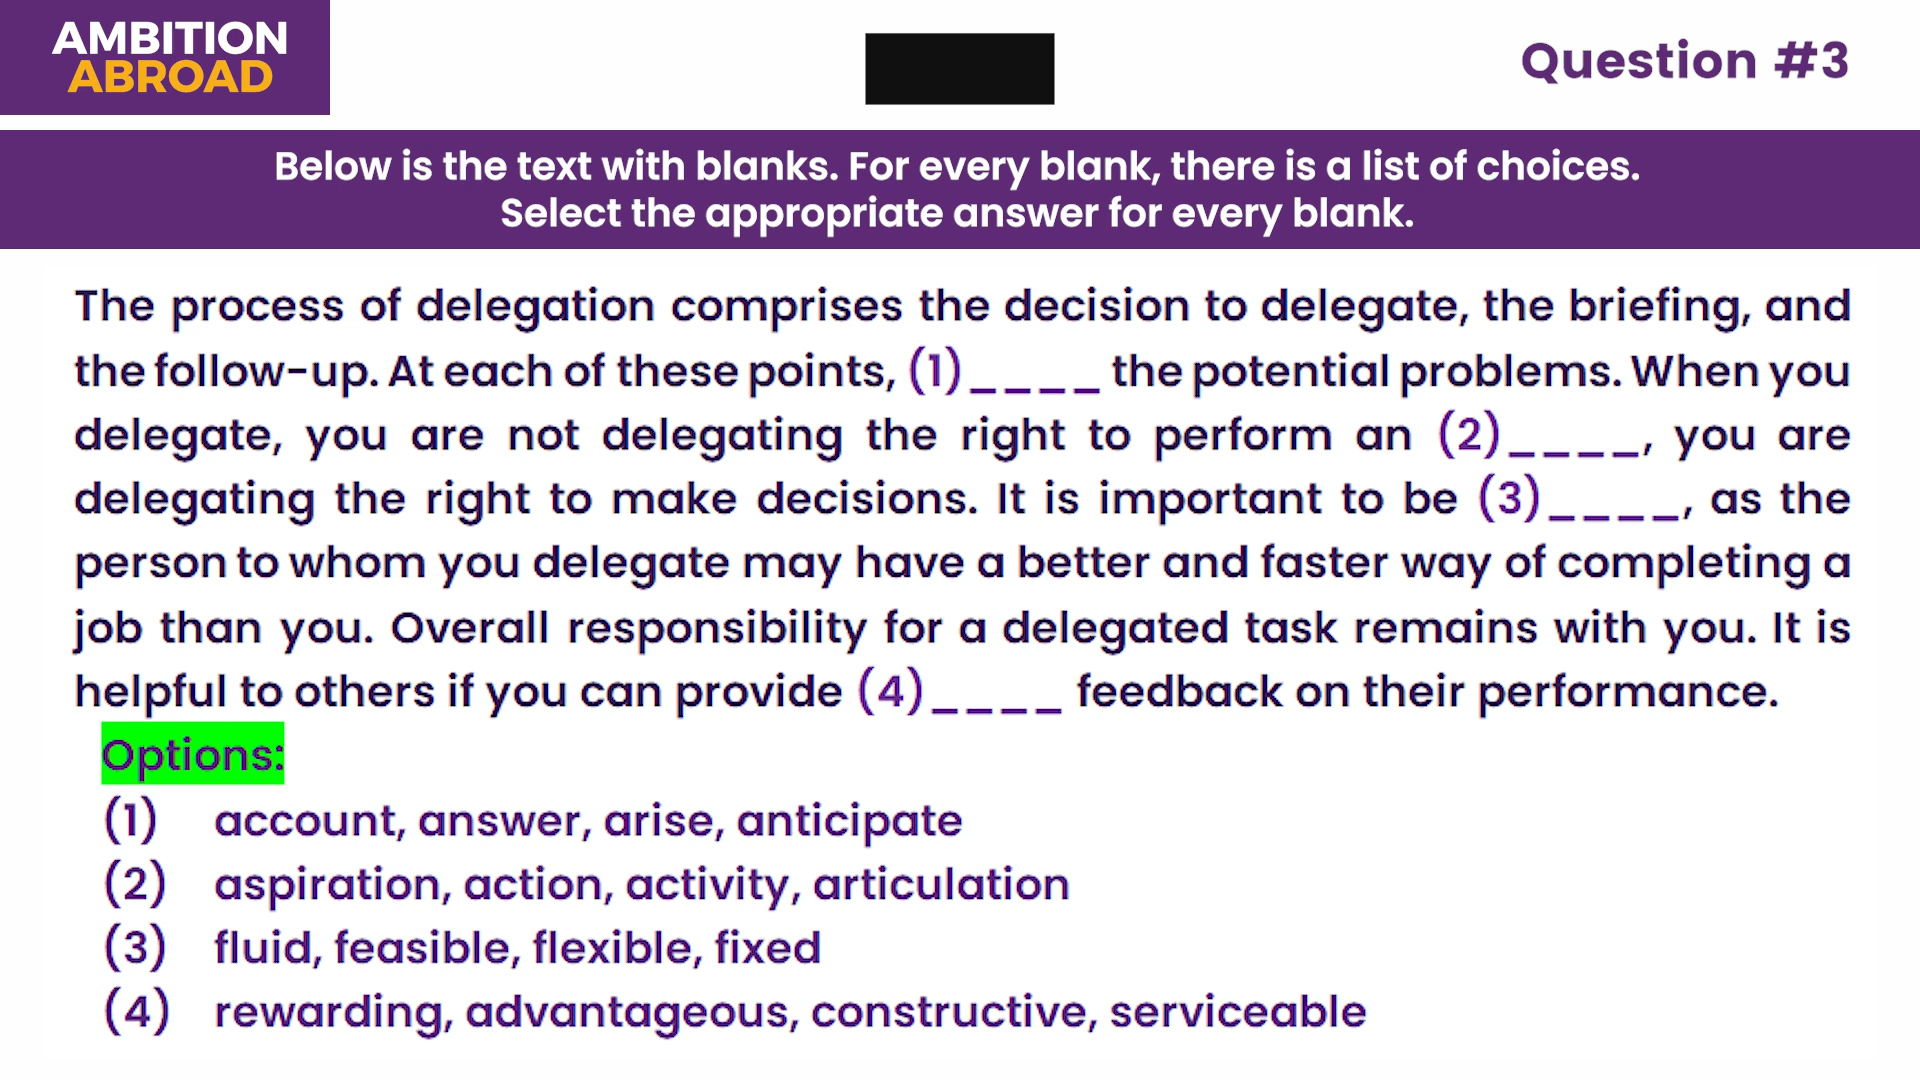 AMBITION
ABROAD
Question #3
Below is the text with blanks. For every blank, there is a list of choices.
Select the appropriate answer for every blank.
The process of delegation comprises the decision to delegate, the briefing, and
the follow-up. At each of these points, (1)____ the potential problems. When you
delegate, you are not delegating the right to perform an (2)____, you are
delegating the right to make decisions. It is important to be (3)____, as the
person to whom you delegate may have a better and faster way of completing a
job than you. Overall responsibility for a delegated task remains with you. It is
helpful to others if you can provide (4)____ feedback on their performance.
Options:
(1) account, answer, arise, anticipate
(2) aspiration, action, activity, articulation
(3) fluid, feasible, flexible, fixed
(4) rewarding, advantageous, constructive, serviceable